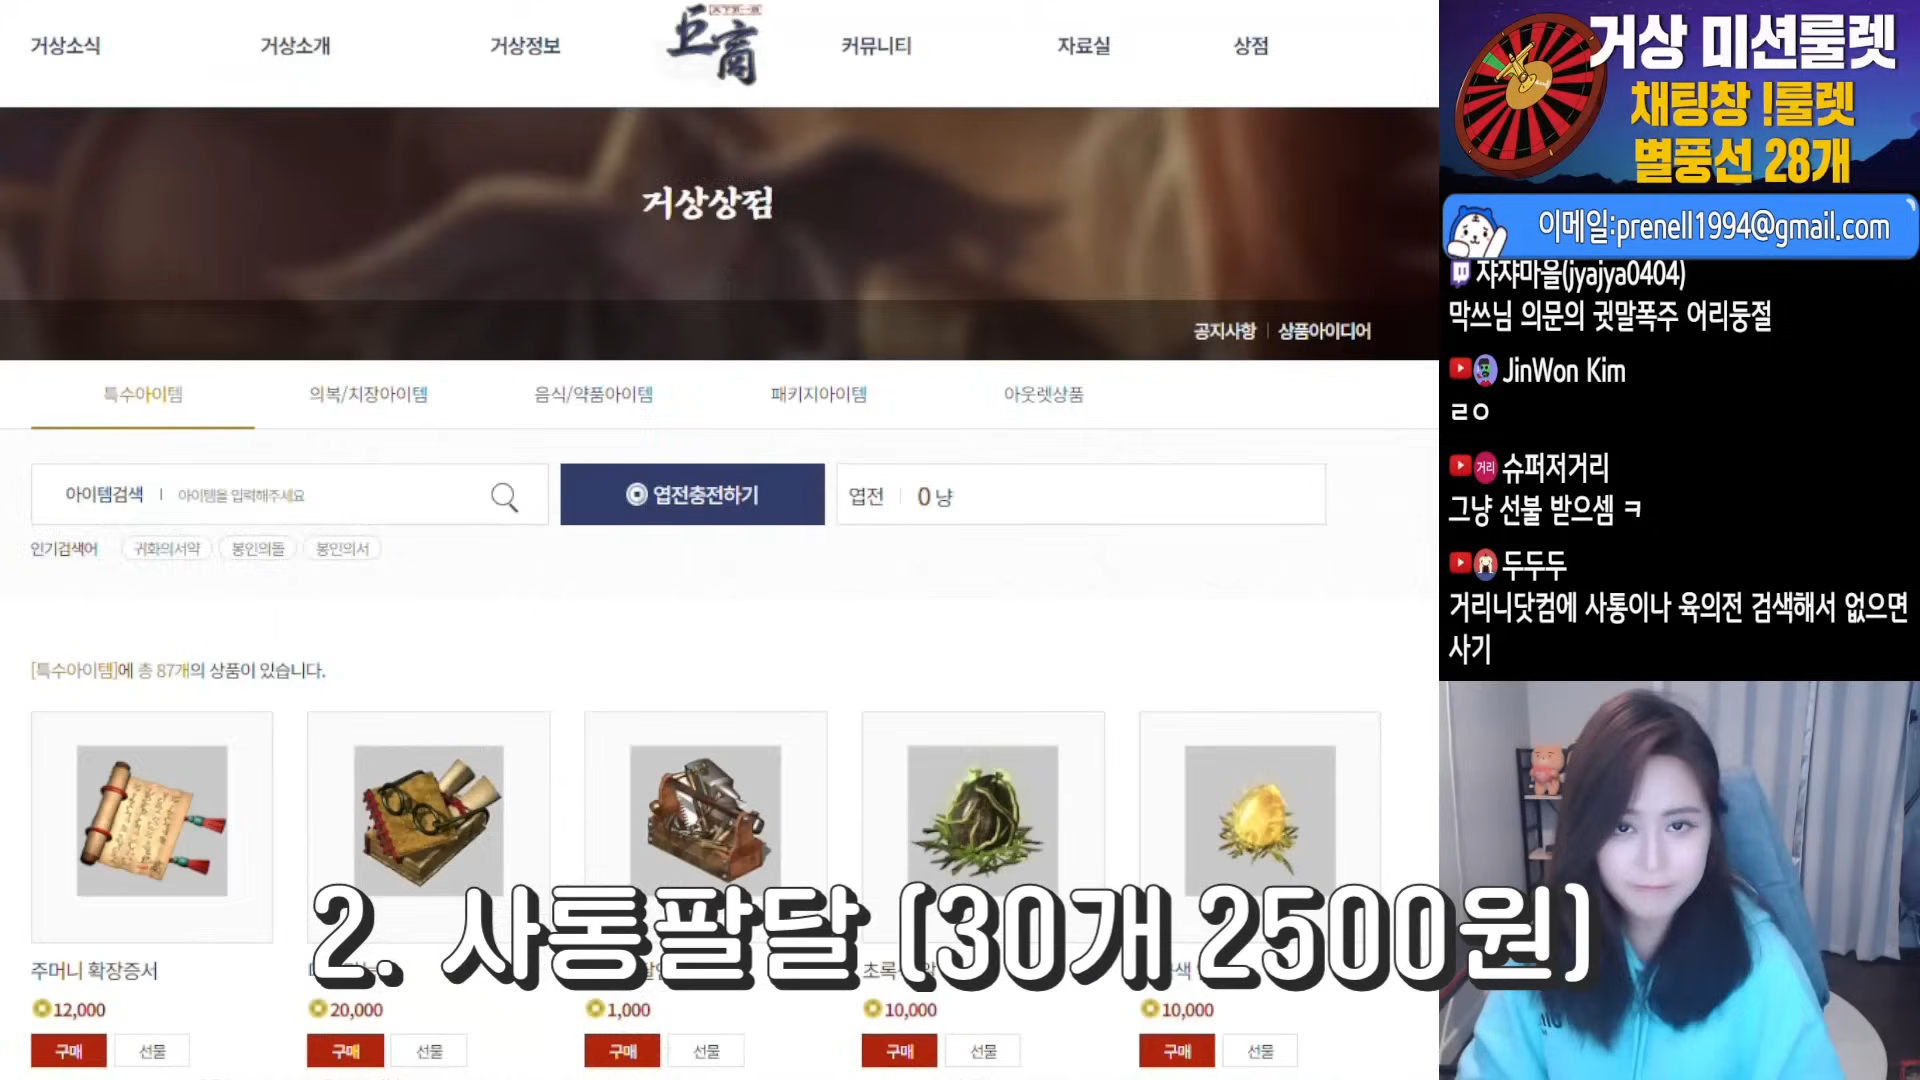 거상소식
거상소개
거상정보
巨商
커뮤니티
자료실
상점
거상상점
공지사항
상품아이디어
특수아이템
의복/치장아이템
음식/약품아이템
패키지아이템
아웃렛상품
아이템검색
아이템을 입력해주세요
엽전충전하기
엽전
0 냥
인기검색어
귀화의서약
봉인의돌
봉인의서
[특수아이템]에 총 87개의 상품이 있습니다.
주머니 확장증서
초록
2. 사통팔달 (30개 2500원)
12,000
20,000
1,000
10,000
10,000
구매
선물
구매
선물
구매
선물
구매
선물
구매
선물
거상 미션룰렛
채팅창 !룰렛
별풍선 28개
이메일:prenell1994@gmail.com
쟈쟈마을(jyajya0404)
막쓰님 의문의 귓말폭주 어리둥절
JinWon Kim
ㄹㅇ
거리
슈퍼저거리
그냥 선불 받으셈 ㅋ
두두두
거리니닷컴에 사통이나 육의전 검색해서 없으면
사기